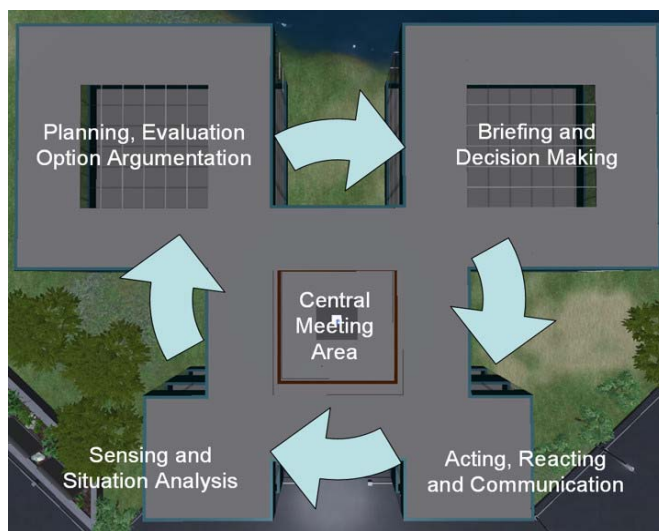 Planning, Evaluation
Option Argumentation
Briefing and
Decision Making
Central
Meeting
Area
Sensing and
Situation Analysis
Acting, Reacting
and Communication